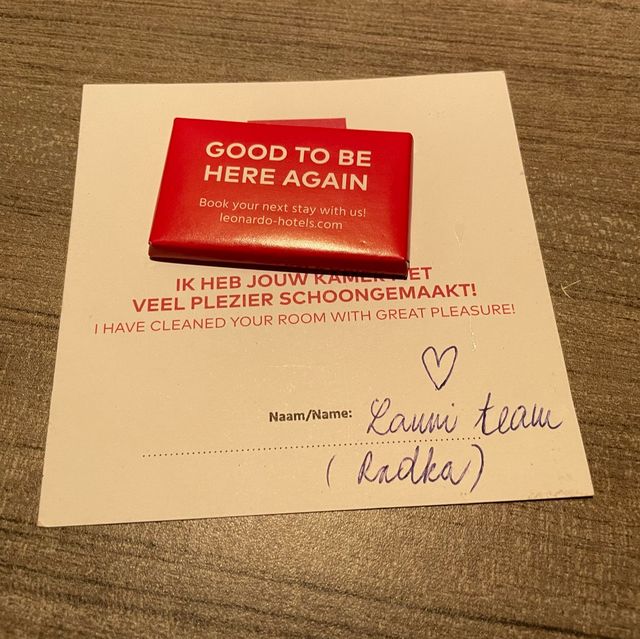 GOOD TO BE
HERE AGAIN
Book your next stay with us!
leonardo-hotels.com
IK HEB JOUW KAMER MET
VEEL PLEZIER SCHOONGEMAAKT!
I HAVE CLEANED YOUR ROOM WITH GREAT PLEASURE!
Naam/Name: team
(Radka)